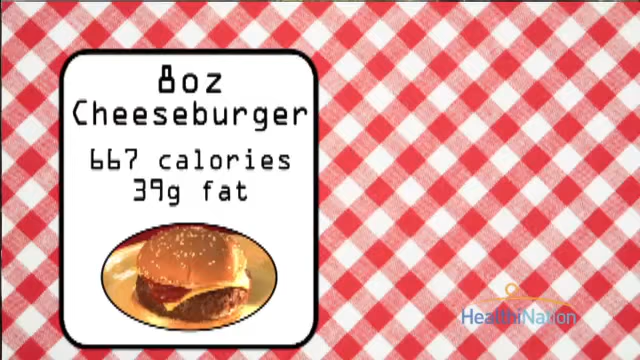 8oz
Cheeseburger
667 calories
39g fat
HealthiNation